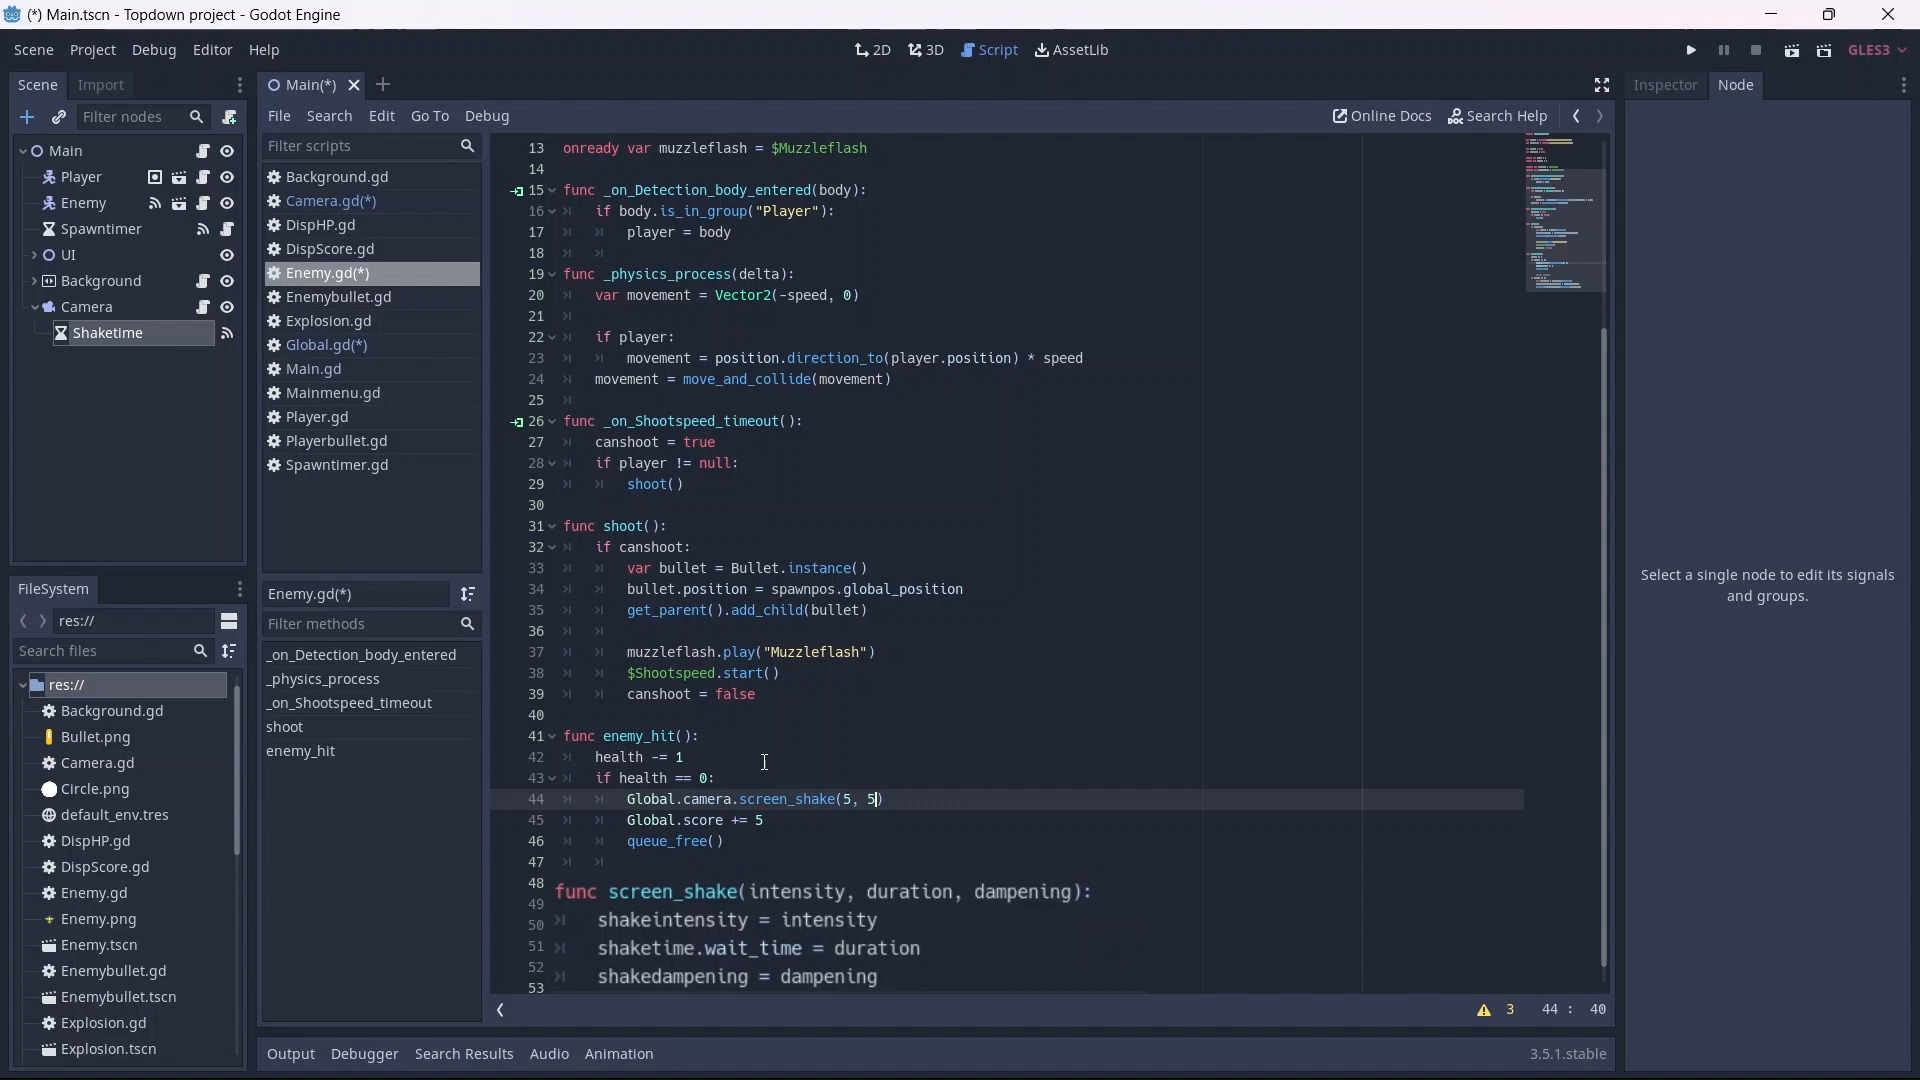 (*) Main.tscn - Topdown project - Godot Engine
Scene Project Debug Editor Help
2D 3D Script AssetLib
GLES3
Scene Import
Filter nodes
Main
Player
Enemy
Spawntimer
UI
Background
Camera
Shaketime
FileSystem
res://
Search files
res://
Background.gd
Bullet.png
Camera.gd
Circle.png
default_env.tres
DispHP.gd
DispScore.gd
Enemy.gd
Enemy.png
Enemy.tscn
Enemybullet.gd
Enemybullet.tscn
Explosion.gd
Explosion.tscn
Main(*)
File Search Edit Go To Debug
Online Docs Search Help
Filter scripts
Background.gd
Camera.gd(*)
DispHP.gd
DispScore.gd
Enemy.gd(*)
Enemybullet.gd
Explosion.gd
Global.gd(*)
Main.gd
Mainmenu.gd
Player.gd
Playerbullet.gd
Spawntimer.gd
Enemy.gd(*)
Filter methods
_on_Detection_body_entered
_physics_process
_on_Shootspeed_timeout
shoot
enemy_hit
13 onready var muzzleflash = $Muzzleflash
14
15 func _on_Detection_body_entered(body):
16 if body.is_in_group("Player"):
17 player = body
18
19 func _physics_process(delta):
20 var movement = Vector2(-speed, 0)
21
22 if player:
23 movement = position.direction_to(player.position) * speed
24 movement = move_and_collide(movement)
25
26 func _on_Shootspeed_timeout():
27 canshoot = true
28 if player != null:
29 shoot()
30
31 func shoot():
32 if canshoot:
33 var bullet = Bullet.instance()
34 bullet.position = spawnpos.global_position
35 get_parent().add_child(bullet)
36
37 muzzleflash.play("Muzzleflash")
38 $Shootspeed.start()
39 canshoot = false
40
41 func enemy_hit():
42 health -= 1
43 if health == 0:
44 Global.camera.screen_shake(5, 5)
45 Global.score += 5
46 queue_free()
47
48
49
50
51
52
53
func screen_shake(intensity, duration, dampening):
shakeintensity = intensity
shaketime.wait_time = duration
shakedampening = dampening
3 44 : 40
Output Debugger Search Results Audio Animation
3.5.1.stable
Inspector Node
Select a single node to edit its signals
and groups.